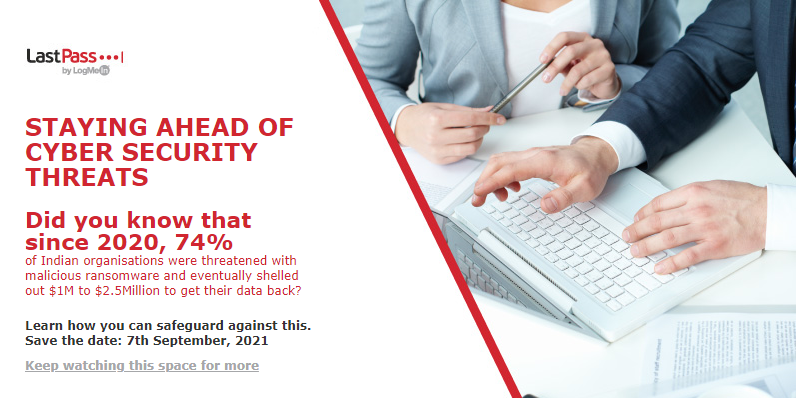 LastPass
by LogMeIn
STAYING AHEAD OF
CYBER SECURITY
THREATS
Did you know that
since 2020, 74%
of Indian organisations were threatened with
malicious ransomware and eventually shelled
out $1M to $2.5Million to get their data back?
Learn how you can safeguard against this.
Save the date: 7th September, 2021
Keep watching this space for more